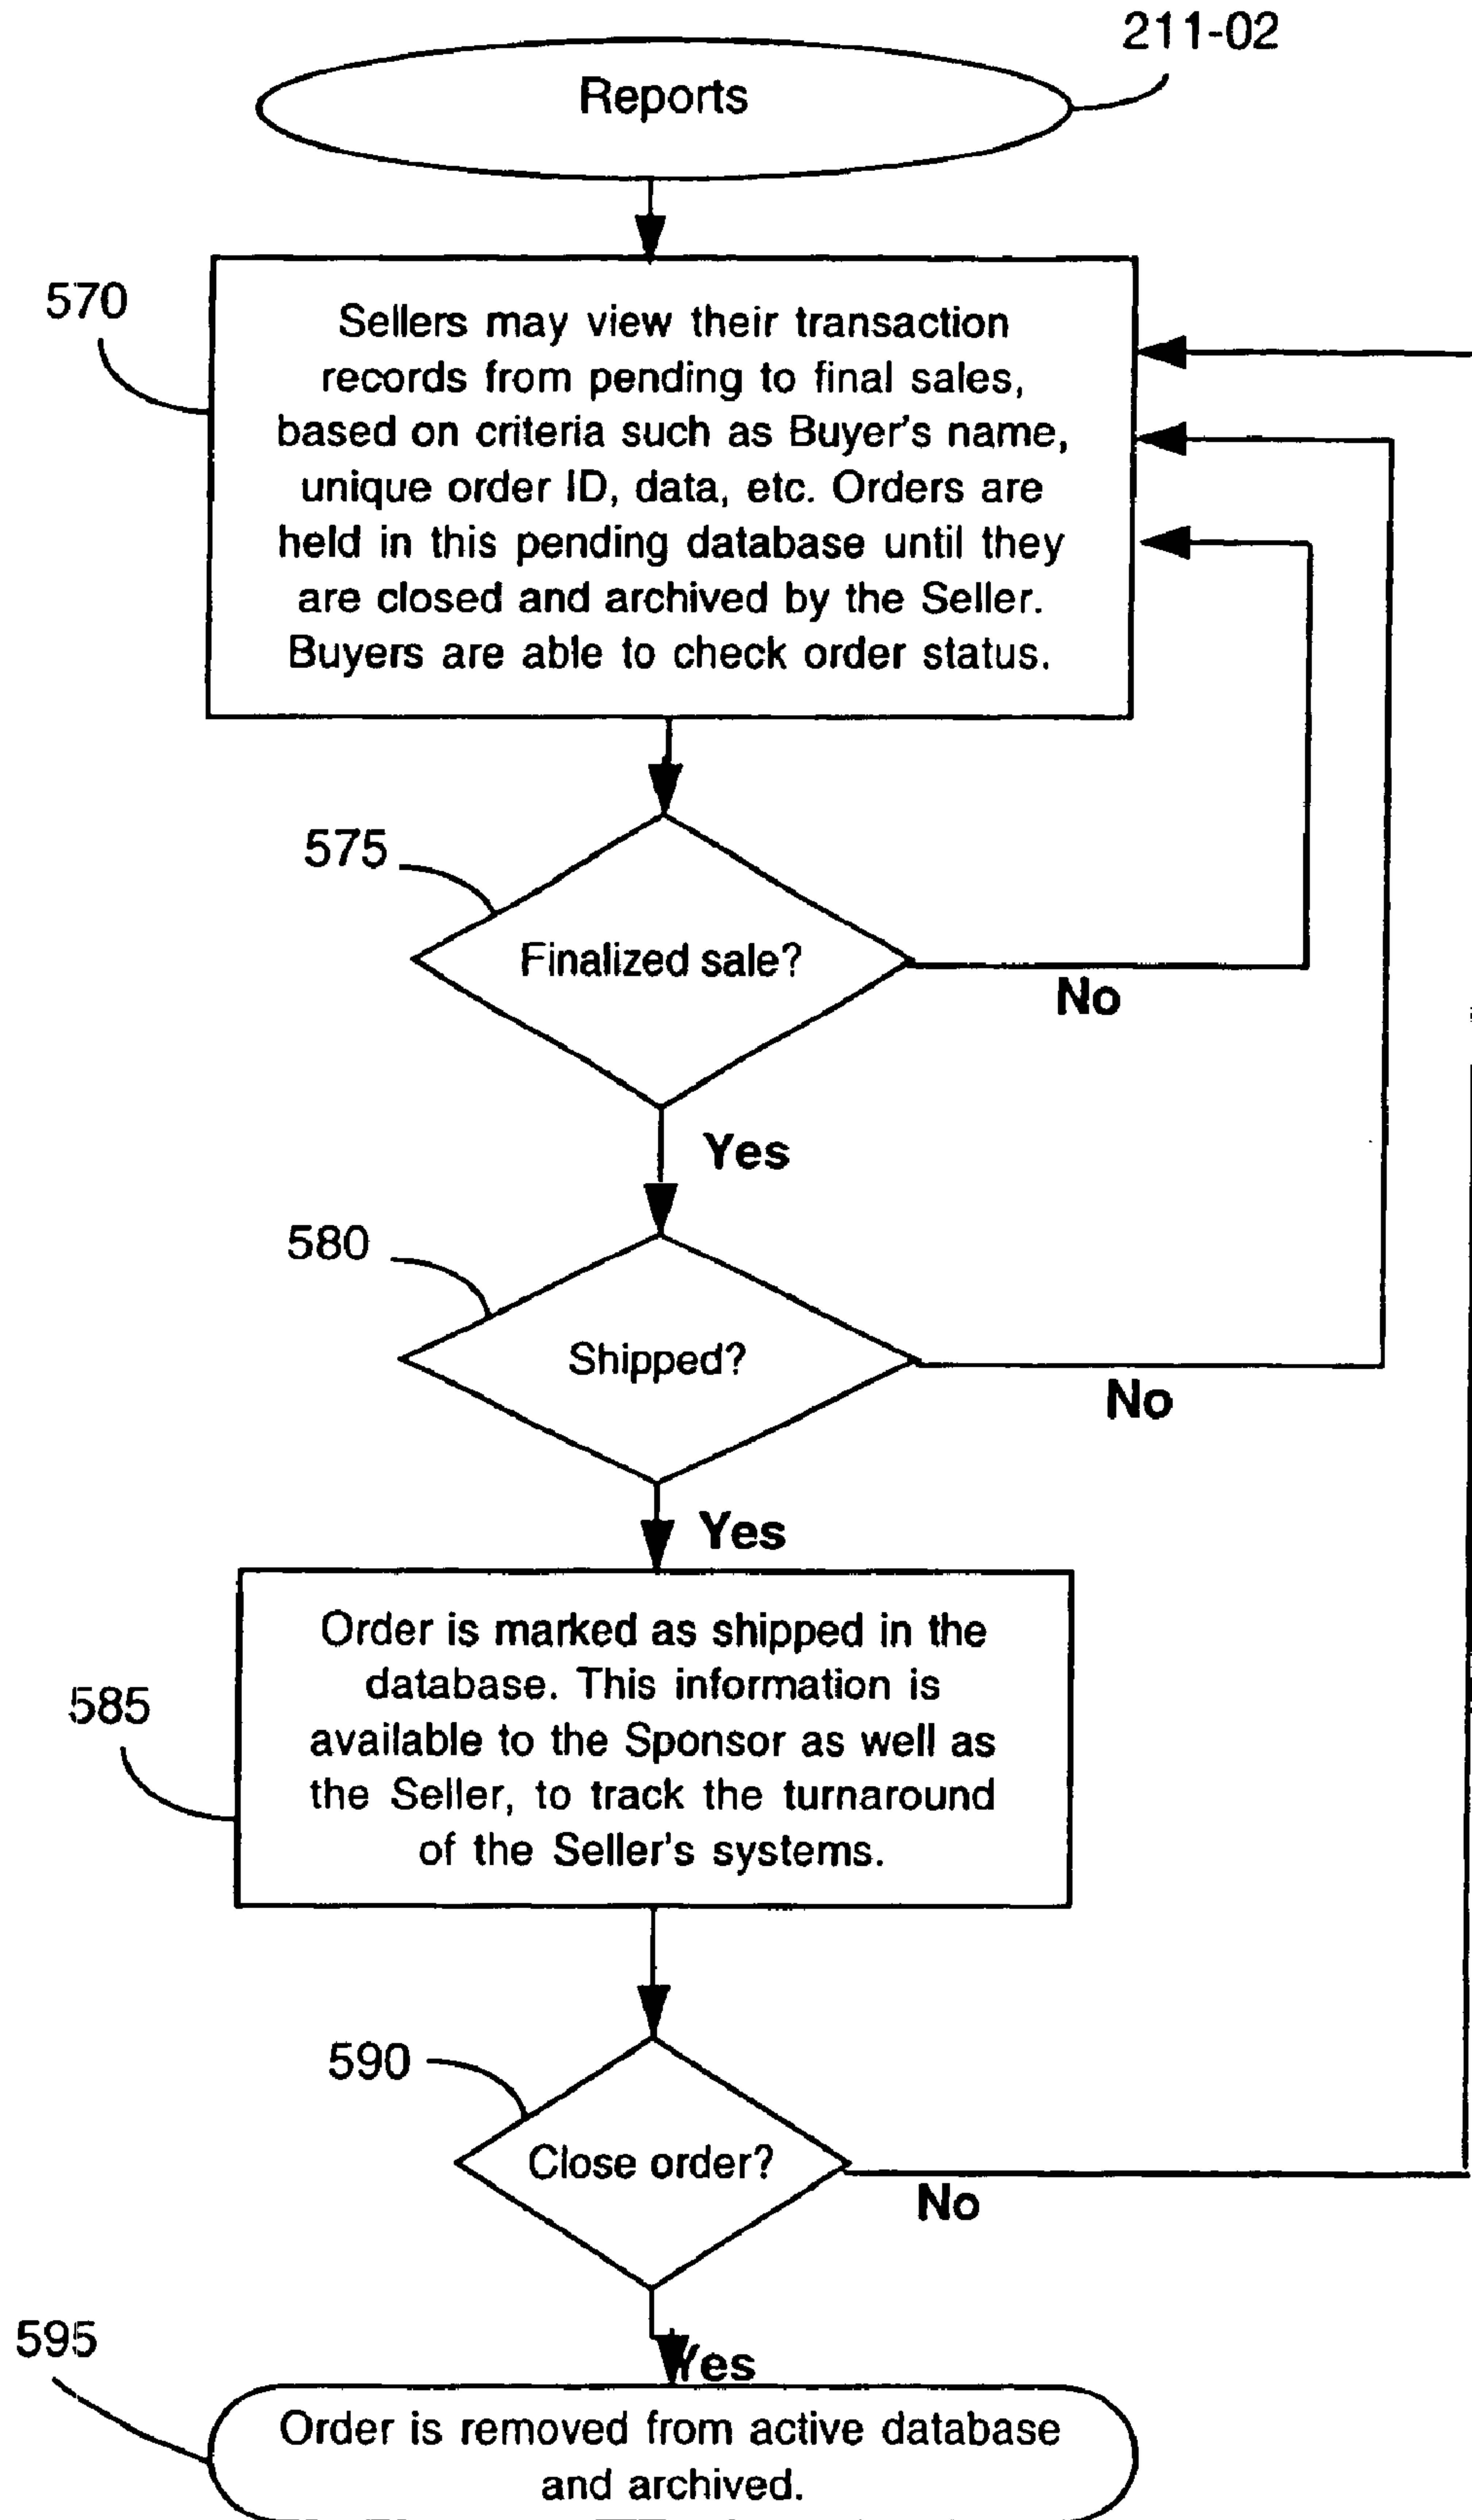 211-02
Reports
570
Sellers may view their transaction
records from pending to final sales,
based on criteria such as Buyer's name,
unique order ID, data, etc. Orders are
held in this pending database until they
are closed and archived by the Seller.
Buyers are able to check order status.
575
Finalized sale?
No
Yes
580
Shipped?
No
Yes
585
Order is marked as shipped in the
database. This information is
available to the Sponsor as well as
the Seller, to track the turnaround
of the Seller's systems.
590
Close order?
No
Yes
595
Order is removed from active database
and archived.